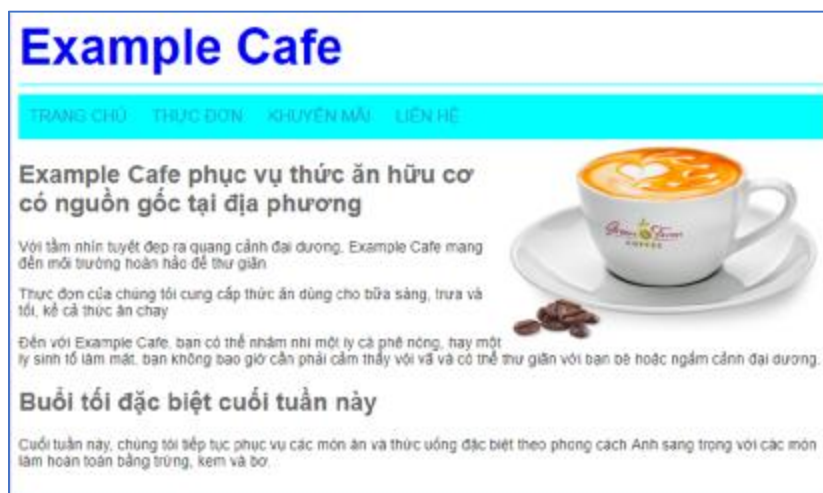 Example Cafe
TRANG CHỦ THỰC ĐƠN KHUYẾN MÃI LIÊN HỆ
Example Cafe phục vụ thức ăn hữu cơ
có nguồn gốc tại địa phương
Với tầm nhìn tuyệt đẹp ra quang cảnh đại dương, Example Cafe mang
đến môi trường hoàn hảo để thư giãn
Thực đơn của chúng tôi cung cấp thức ăn dùng cho bữa sáng, trưa và
tối, kể cả thức ăn chay
Đến với Example Cafe, bạn có thể nhâm nhi một ly cà phê nóng, hay một
ly sinh tố làm mát, bạn không bao giờ cần phải cảm thấy vội vã và có thể thư giãn với bạn bè hoặc ngắm cảnh đại dương.
Buổi tối đặc biệt cuối tuần này
Cuối tuần này, chúng tôi tiếp tục phục vụ các món ăn và thức uống đặc biệt theo phong cách Anh sang trọng với các món
làm hoàn toàn bằng trứng, kem và bơ.
COFFEE